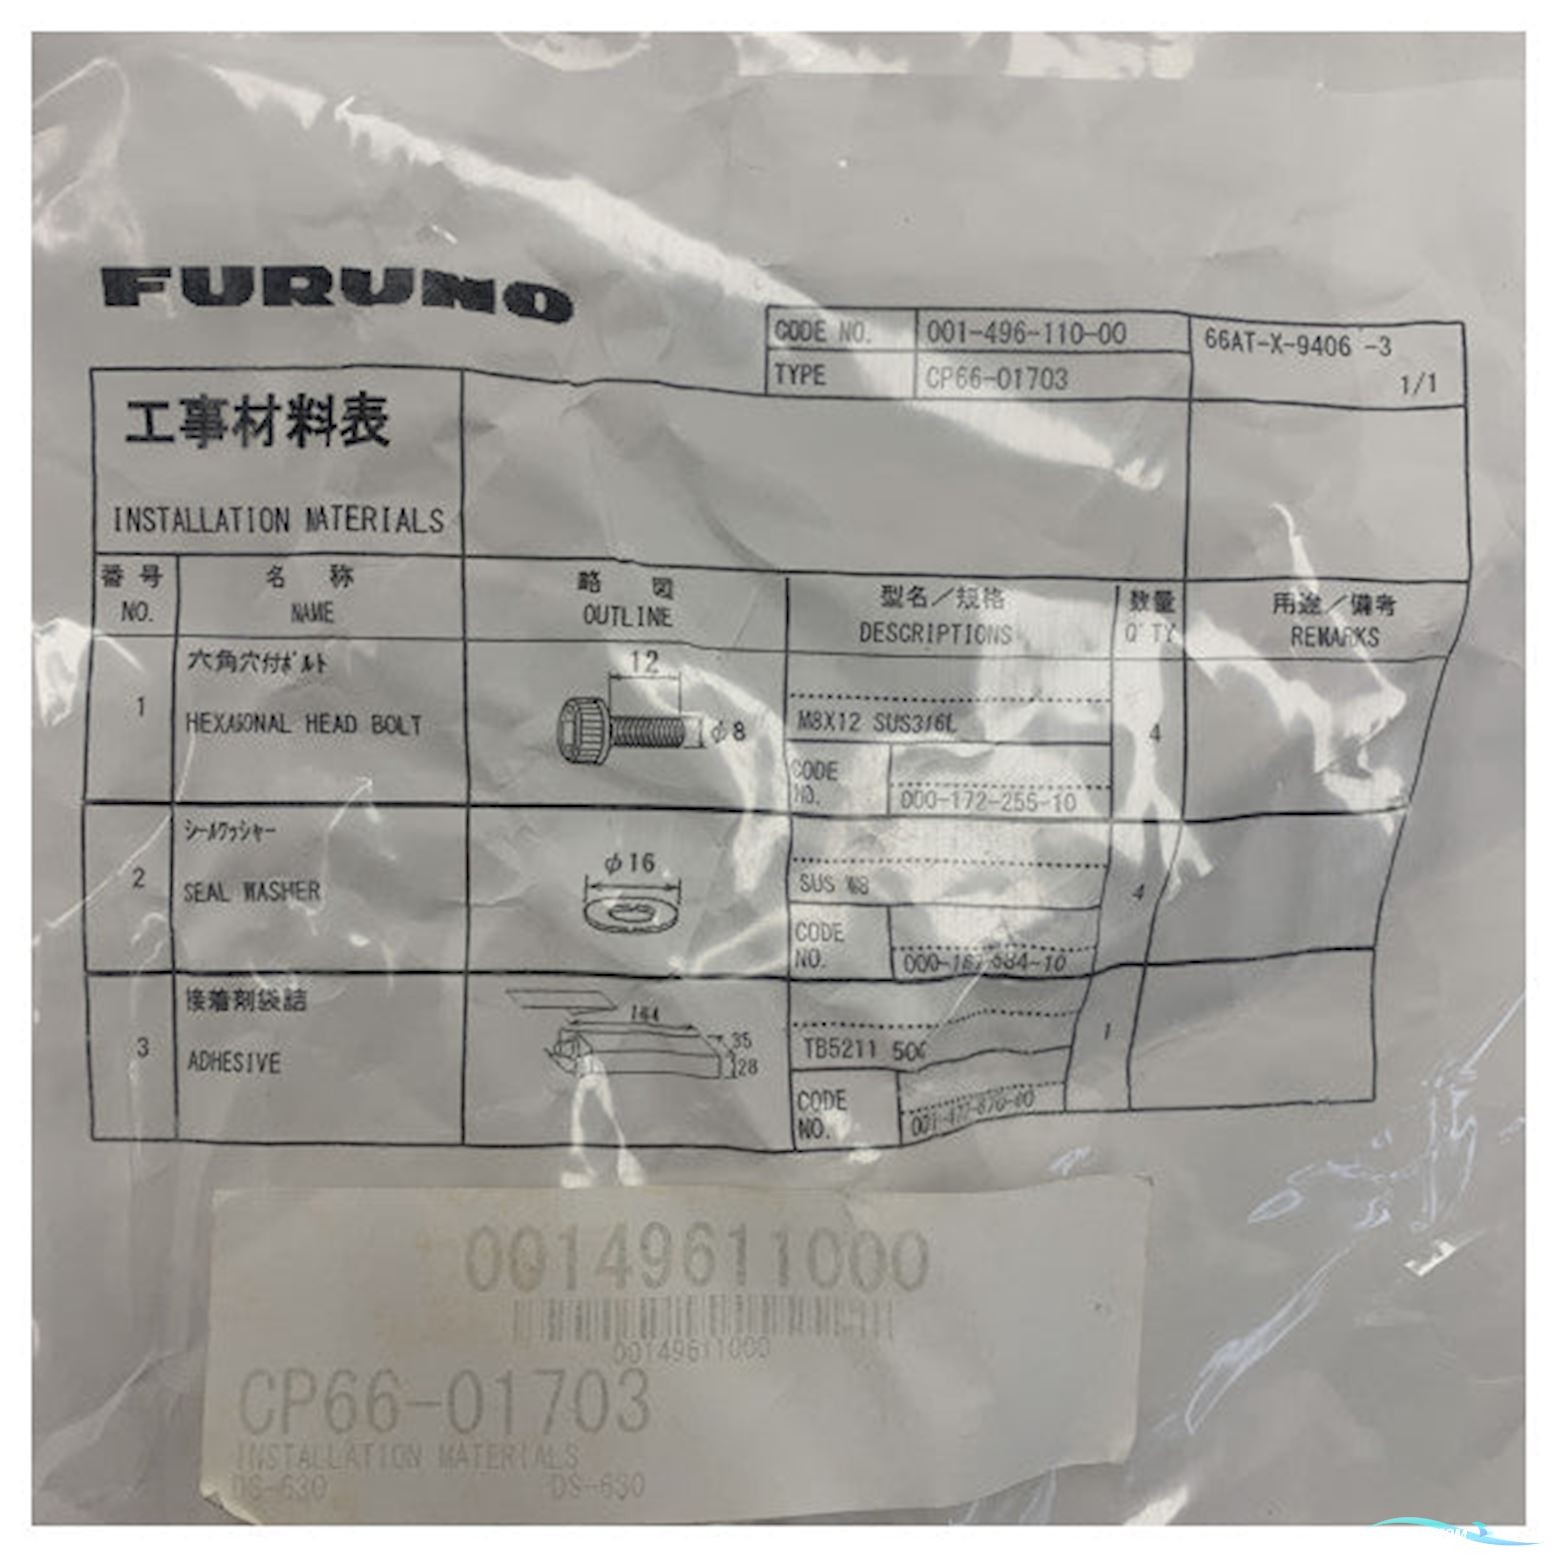 FURUNO
CODE NO. 001-496-110-00 66AT-X-9406 -3
TYPE CP66-01703 1/1
工事材料表
INSTALLATION MATERIALS
番 号 名 称 略 図 型名／規格 数量 用途／備考
NO. NAME OUTLINE DESCRIPTIONS Q'TY REMARKS
六角穴付ﾎﾞﾙﾄ
12
1 HEXAGONAL HEAD BOLT φ8 M8X12 SUS316L 4
CODE NO. 000-172-255-10
ｼｰﾙﾜｯｼｬｰ
φ16
2 SEAL WASHER SUS M8 4
CODE NO.
接着剤袋詰
164
35
3 ADHESIVE 28 TB5211 1
CODE NO.
00149611000
00149611000
CP66-01703
INSTALLATION MATERIALS
DS-630 DS-630